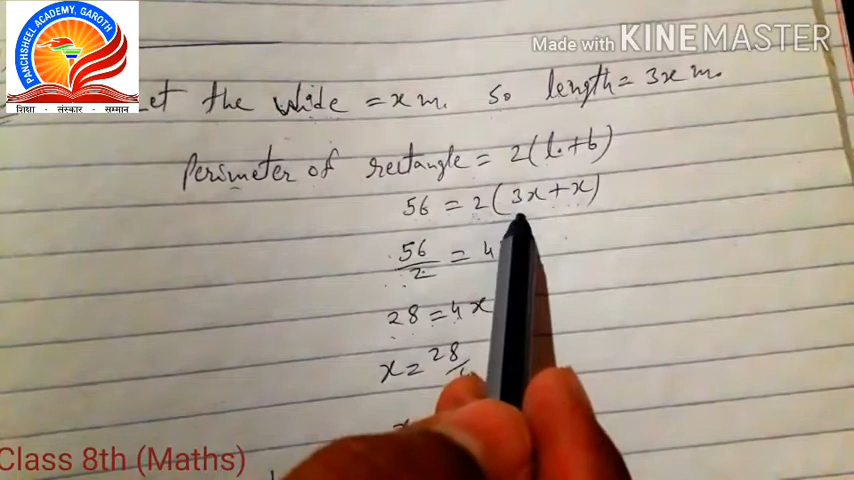 PANCHSHEEL ACADEMY, GAROTH
शिक्षा · संस्कार · सम्मान
Made with KINEMASTER
Let the wide = x m. so length = 3x m.
Perimeter of rectangle = 2(l+b)
56 = 2(3x+x)
56/2 = 4
28 = 4x
x = 28/
Class 8th (Maths)